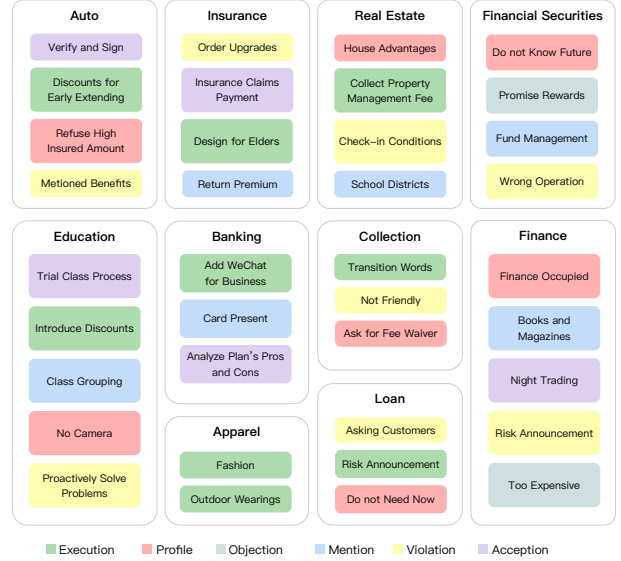 Auto
Verify and Sign
Discounts for
Early Extending
Refuse High
Insured Amount
Metioned Benefits
Insurance
Order Upgrades
Insurance Claims
Payment
Design for Elders
Return Premium
Real Estate
House Advantages
Collect Property
Management Fee
Check-in Conditions
School Districts
Financial Securities
Do not Know Future
Promise Rewards
Fund Management
Wrong Operation
Education
Trial Class Process
Introduce Discounts
Class Grouping
No Camera
Proactively Solve
Problems
Banking
Add WeChat
for Business
Card Present
Analyze Plan's Pros
and Cons
Apparel
Fashion
Outdoor Wearings
Collection
Transition Words
Not Friendly
Ask for Fee Waiver
Loan
Asking Customers
Risk Announcement
Do not Need Now
Finance
Finance Occupied
Books and
Magazines
Night Trading
Risk Announcement
Too Expensive
Execution
Profile
Objection
Mention
Violation
Acception